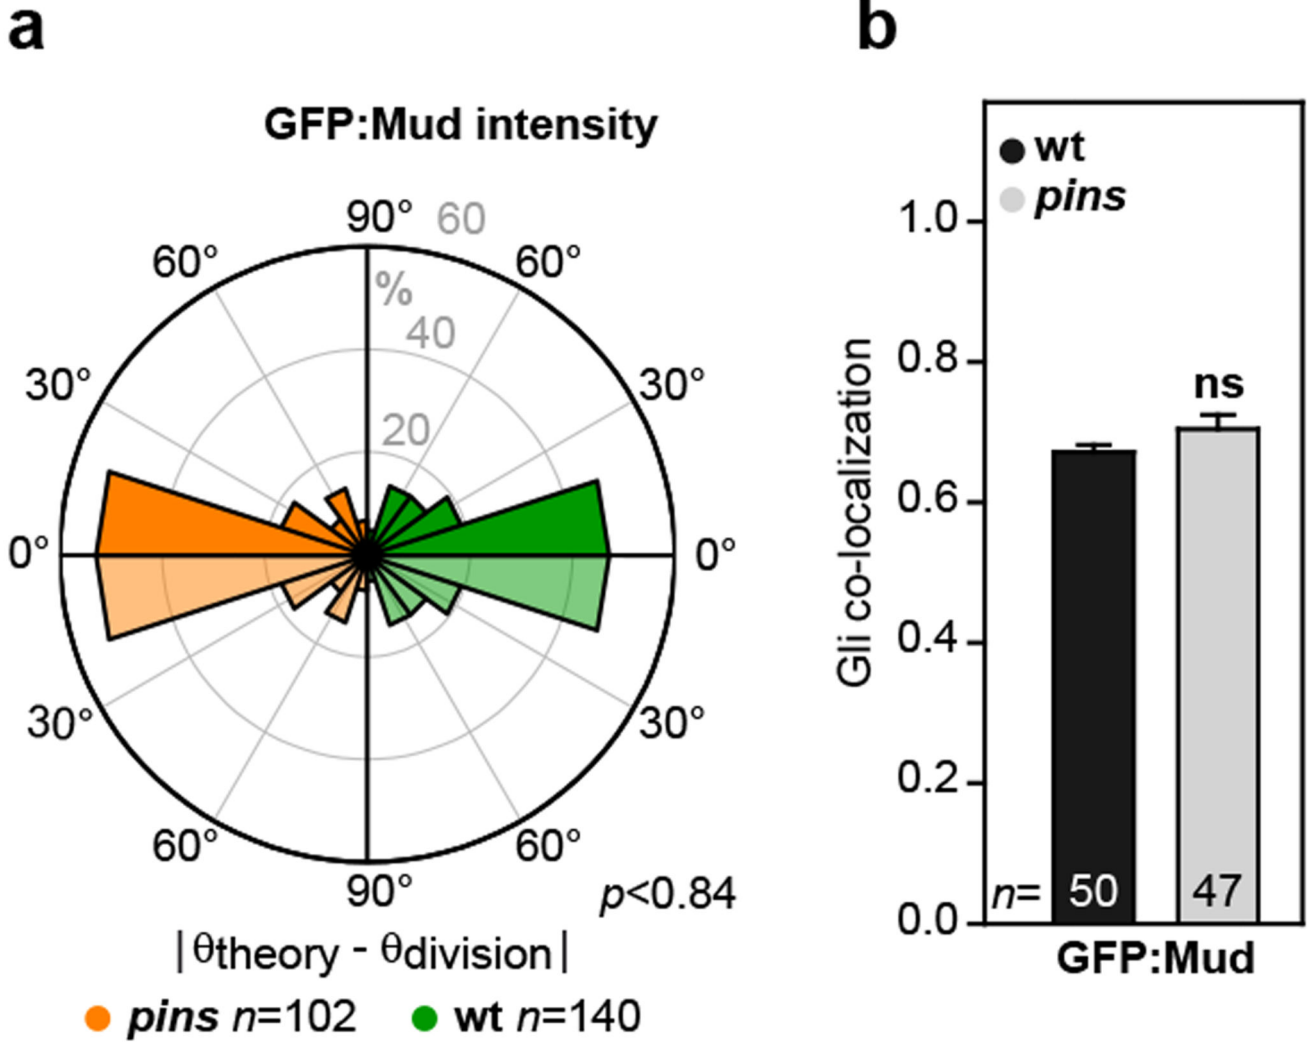 a
GFP:Mud intensity
90° 60
60° 60°
%
40
30° 30°
20
0° 0°
30° 30°
60° 60°
90°
p<0.84
|θtheory - θdivision|
pins n=102 wt n=140
b
wt
pins
1.0
0.8
ns
0.6
0.4
0.2
0.0
Gli co-localization
n= 50 47
GFP:Mud